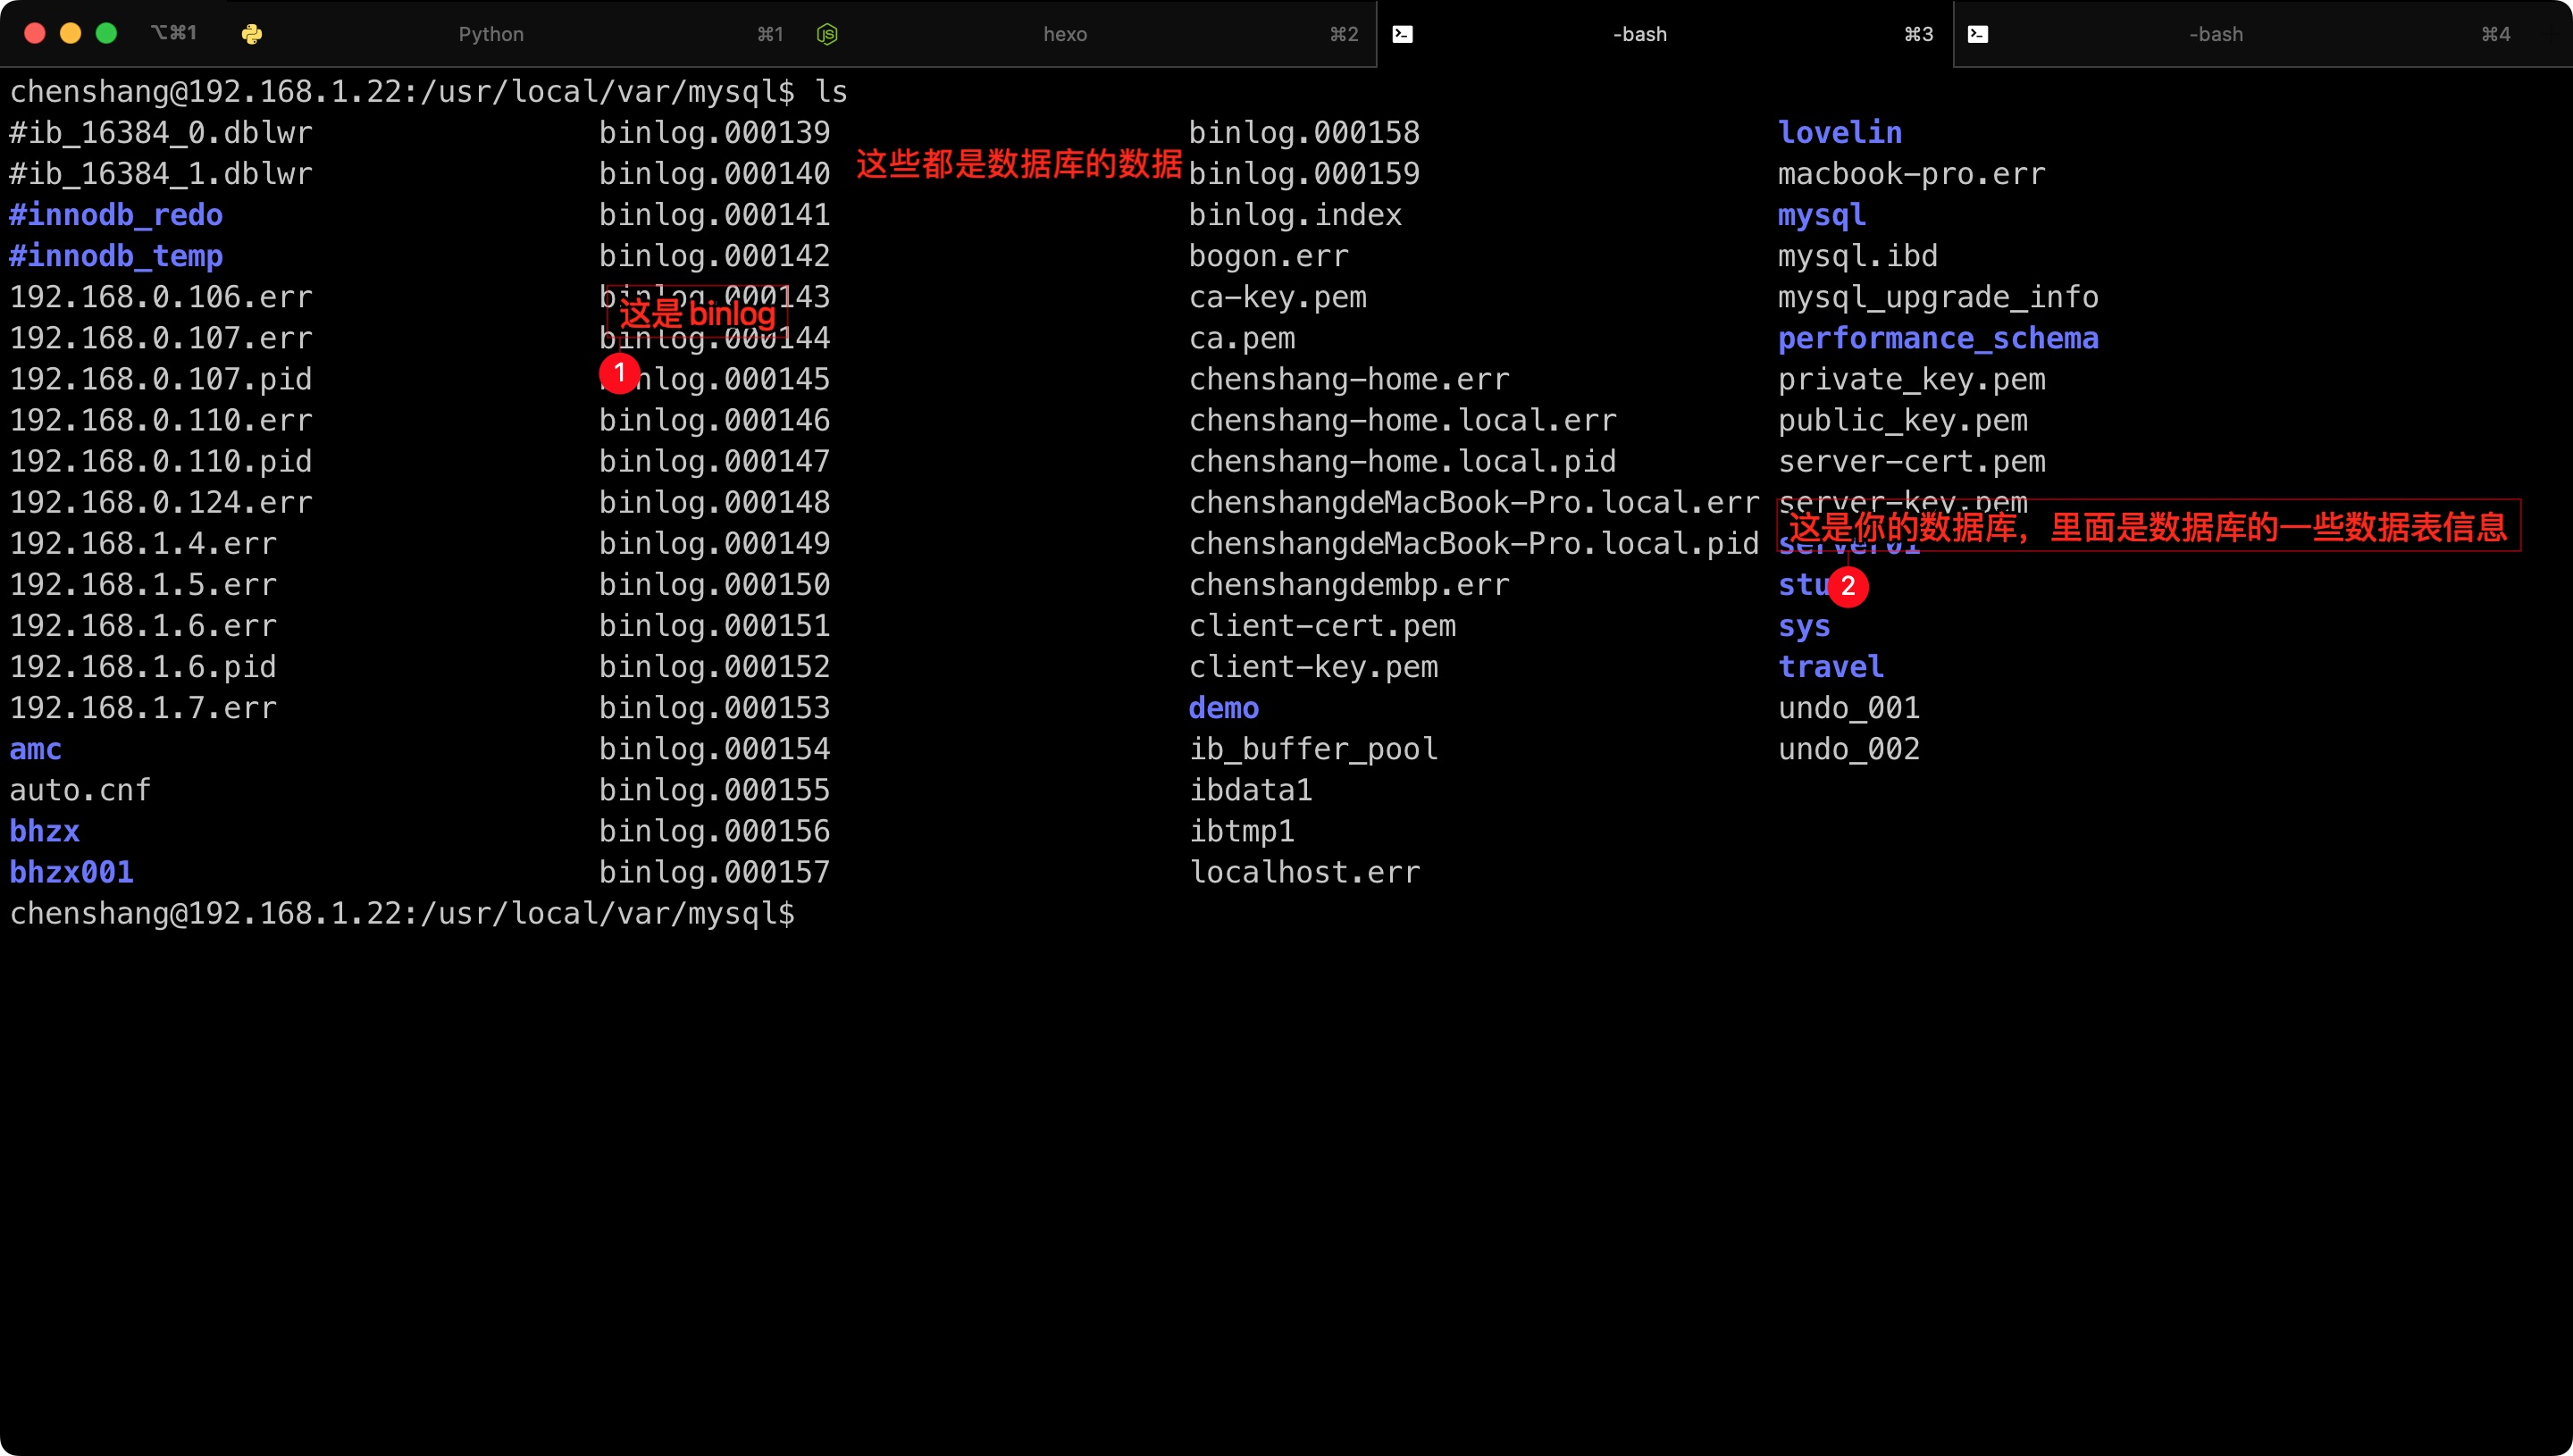 ⌥⌘1 Python ⌘1 hexo ⌘2 -bash ⌘3 -bash ⌘4
chenshang@192.168.1.22:/usr/local/var/mysql$ ls
#ib_16384_0.dblwr binlog.000139 binlog.000158 lovelin
这些都是数据库的数据
#ib_16384_1.dblwr binlog.000140 binlog.000159 macbook-pro.err
#innodb_redo binlog.000141 binlog.index mysql
#innodb_temp binlog.000142 bogon.err mysql.ibd
192.168.0.106.err binlog.000143 ca-key.pem mysql_upgrade_info
这是 binlog
192.168.0.107.err binlog.000144 ca.pem performance_schema
1
192.168.0.107.pid binlog.000145 chenshang-home.err private_key.pem
192.168.0.110.err binlog.000146 chenshang-home.local.err public_key.pem
192.168.0.110.pid binlog.000147 chenshang-home.local.pid server-cert.pem
192.168.0.124.err binlog.000148 chenshangdeMacBook-Pro.local.err server-key.pem
这是你的数据库，里面是数据库的一些数据表信息
192.168.1.4.err binlog.000149 chenshangdeMacBook-Pro.local.pid server01
192.168.1.5.err binlog.000150 chenshangdembp.err stu
2
192.168.1.6.err binlog.000151 client-cert.pem sys
192.168.1.6.pid binlog.000152 client-key.pem travel
192.168.1.7.err binlog.000153 demo undo_001
amc binlog.000154 ib_buffer_pool undo_002
auto.cnf binlog.000155 ibdata1
bhzx binlog.000156 ibtmp1
bhzx001 binlog.000157 localhost.err
chenshang@192.168.1.22:/usr/local/var/mysql$